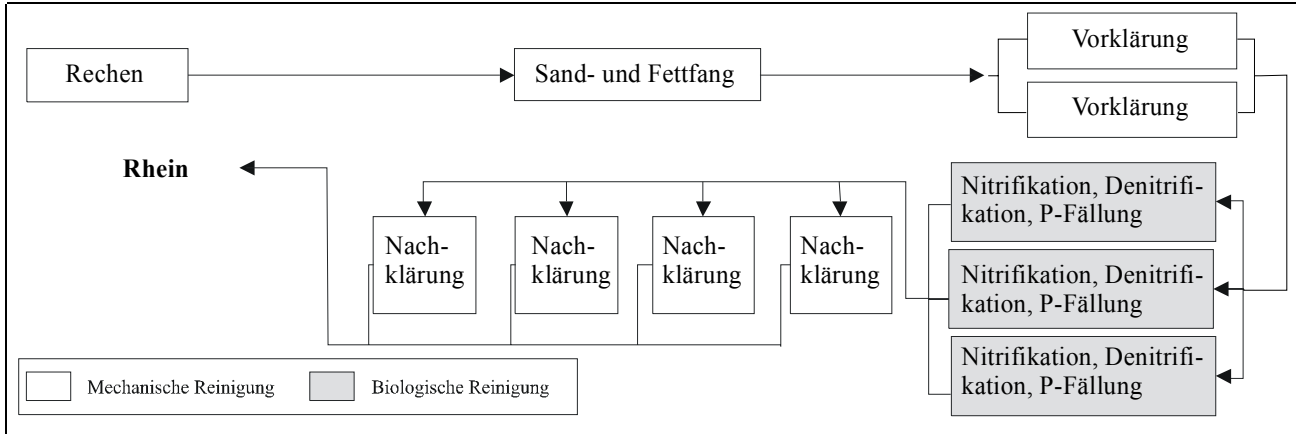 Rechen
Sand- und Fettfang
Vorklärung
Vorklärung
Nitrifikation, Denitrifi-
kation, P-Fällung
Nitrifikation, Denitrifi-
kation, P-Fällung
Nitrifikation, Denitrifi-
kation, P-Fällung
Nach-
klärung
Nach-
klärung
Nach-
klärung
Nach-
klärung
Rhein
Mechanische Reinigung
Biologische Reinigung